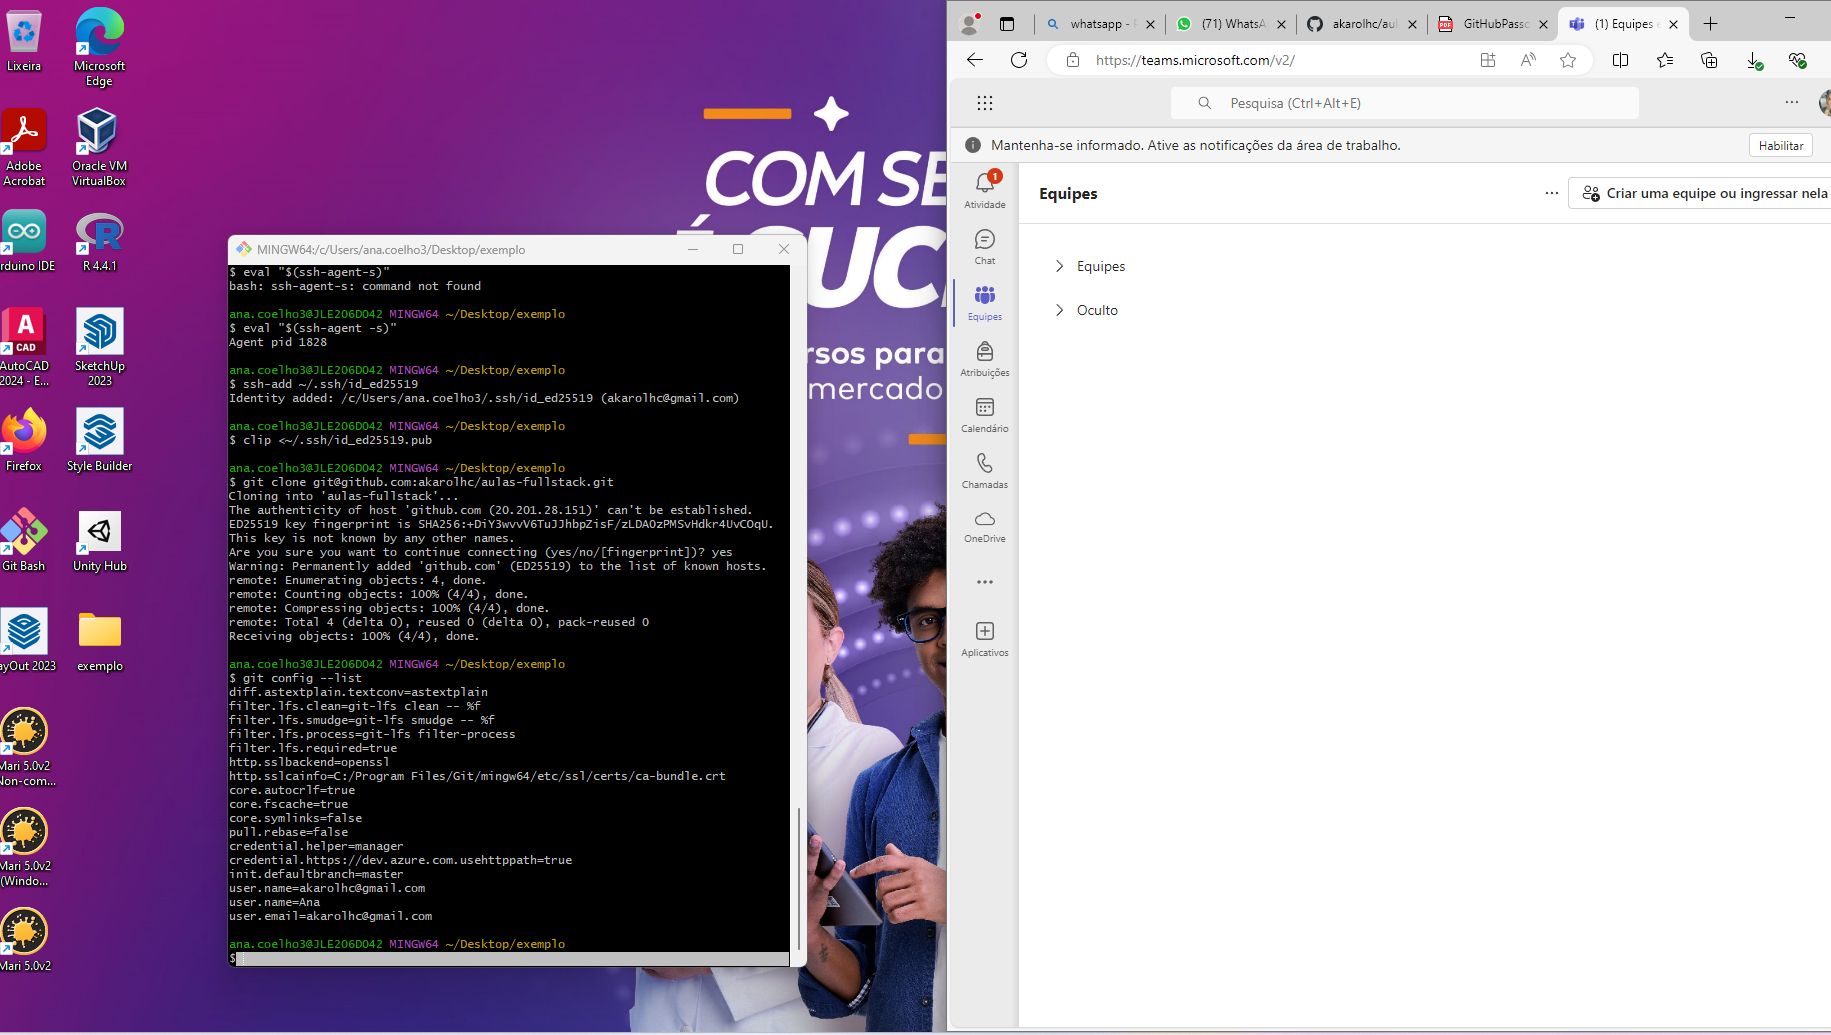 Lixeira
Microsoft Edge
Adobe Acrobat
Oracle VM VirtualBox
rduino IDE
R 4.4.1
AutoCAD 2024 - E...
SketchUp 2023
Firefox
Style Builder
Git Bash
Unity Hub
ayOut 2023
exemplo
Mari 5.0v2
Non-com...
Mari 5.0v2
(Windo...
Mari 5.0v2
COM SE
É
SUC
rsos para
mercado
MINGW64:/c/Users/ana.coelho3/Desktop/exemplo
$ eval "$(ssh-agent-s)"
bash: ssh-agent-s: command not found
ana.coelho3@JLE206D042 MINGW64 ~/Desktop/exemplo
$ eval "$(ssh-agent -s)"
Agent pid 1828
ana.coelho3@JLE206D042 MINGW64 ~/Desktop/exemplo
$ ssh-add ~/.ssh/id_ed25519
Identity added: /c/Users/ana.coelho3/.ssh/id_ed25519 (akarolhc@gmail.com)
ana.coelho3@JLE206D042 MINGW64 ~/Desktop/exemplo
$ clip <~/.ssh/id_ed25519.pub
ana.coelho3@JLE206D042 MINGW64 ~/Desktop/exemplo
$ git clone git@github.com:akarolhc/aulas-fullstack.git
Cloning into 'aulas-fullstack'...
The authenticity of host 'github.com (20.201.28.151)' can't be established.
ED25519 key fingerprint is SHA256:+DiY3wvvV6TuJJhbpZisF/zLDA0zPMSvHdkr4UvCOqU.
This key is not known by any other names.
Are you sure you want to continue connecting (yes/no/[fingerprint])? yes
Warning: Permanently added 'github.com' (ED25519) to the list of known hosts.
remote: Enumerating objects: 4, done.
remote: Counting objects: 100% (4/4), done.
remote: Compressing objects: 100% (4/4), done.
remote: Total 4 (delta 0), reused 0 (delta 0), pack-reused 0
Receiving objects: 100% (4/4), done.
ana.coelho3@JLE206D042 MINGW64 ~/Desktop/exemplo
$ git config --list
diff.astextplain.textconv=astextplain
filter.lfs.clean=git-lfs clean -- %f
filter.lfs.smudge=git-lfs smudge -- %f
filter.lfs.process=git-lfs filter-process
filter.lfs.required=true
http.sslbackend=openssl
http.sslcainfo=C:/Program Files/Git/mingw64/etc/ssl/certs/ca-bundle.crt
core.autocrlf=true
core.fscache=true
core.symlinks=false
pull.rebase=false
credential.helper=manager
credential.https://dev.azure.com.usehttppath=true
init.defaultbranch=master
user.name=akarolhc@gmail.com
user.name=Ana
user.email=akarolhc@gmail.com
ana.coelho3@JLE206D042 MINGW64 ~/Desktop/exemplo
$
whatsapp - P
(71) WhatsA
akarolhc/aul
GitHubPasso
(1) Equipes e
https://teams.microsoft.com/v2/
Pesquisa (Ctrl+Alt+E)
Mantenha-se informado. Ative as notificações da área de trabalho.
Habilitar
1
Atividade
Chat
Equipes
Atribuições
Calendário
Chamadas
OneDrive
Aplicativos
Equipes
Criar uma equipe ou ingressar nela
Equipes
Oculto